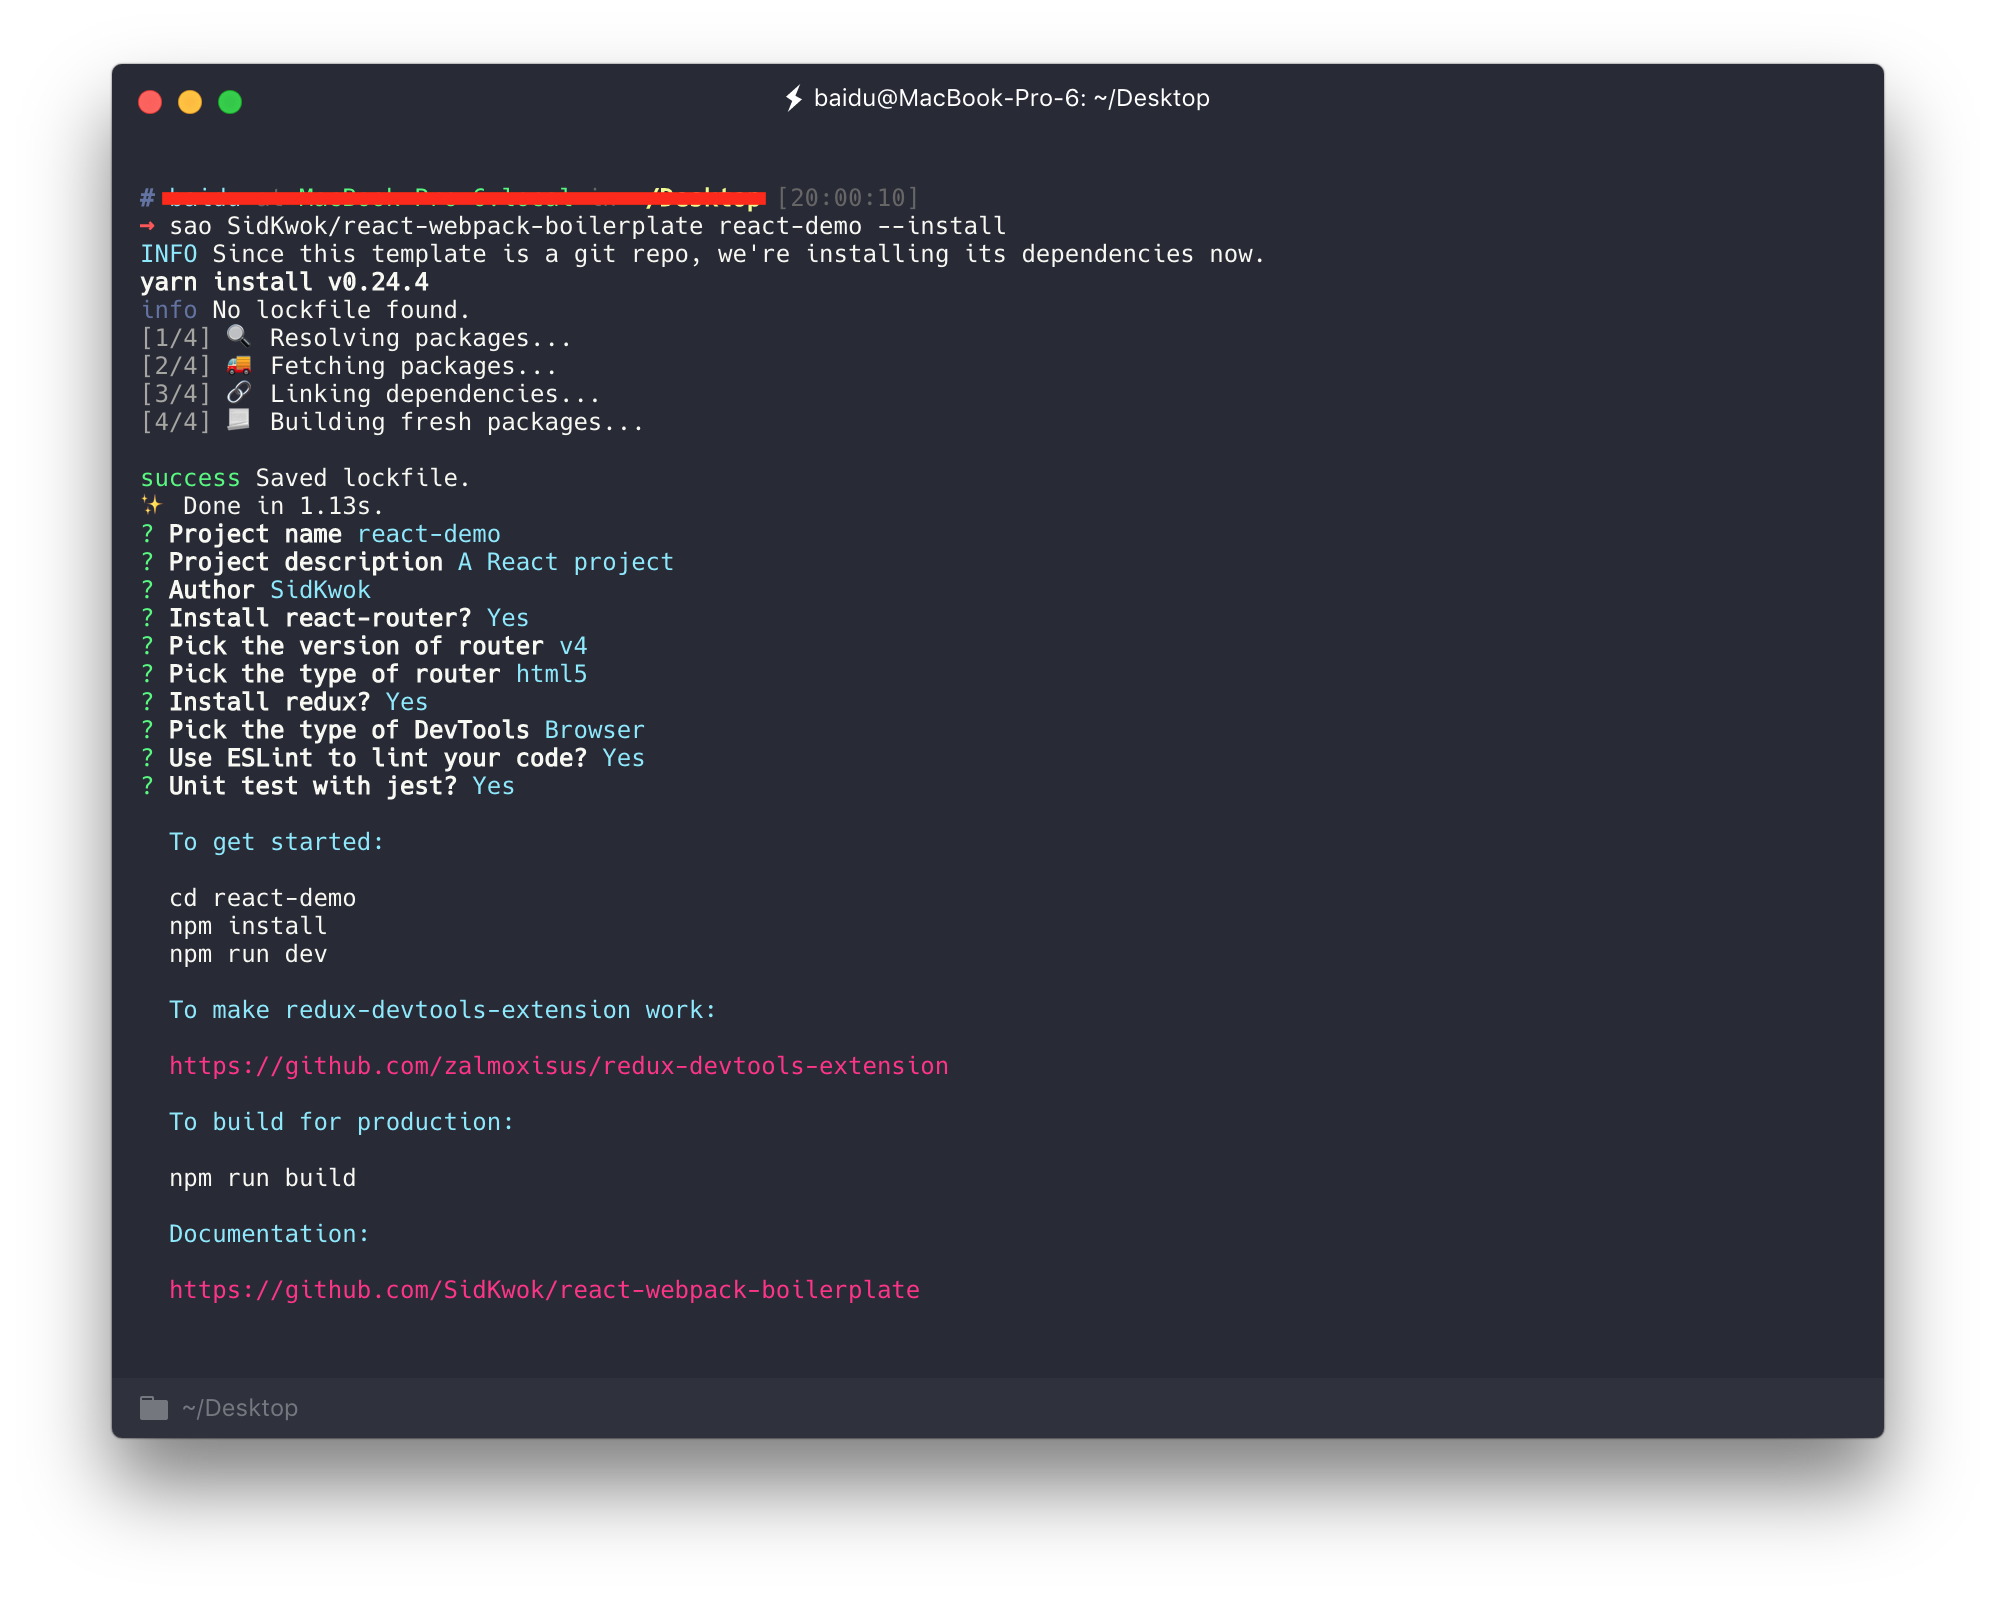 baidu@MacBook-Pro-6: ~/Desktop
# /Desktop [20:00:10]
→ sao SidKwok/react-webpack-boilerplate react-demo --install
INFO Since this template is a git repo, we're installing its dependencies now.
yarn install v0.24.4
info No lockfile found.
[1/4] 🔍 Resolving packages...
[2/4] 🚚 Fetching packages...
[3/4] 🔗 Linking dependencies...
[4/4] 📃 Building fresh packages...
success Saved lockfile.
✨ Done in 1.13s.
? Project name react-demo
? Project description A React project
? Author SidKwok
? Install react-router? Yes
? Pick the version of router v4
? Pick the type of router html5
? Install redux? Yes
? Pick the type of DevTools Browser
? Use ESLint to lint your code? Yes
? Unit test with jest? Yes
To get started:
cd react-demo
npm install
npm run dev
To make redux-devtools-extension work:
https://github.com/zalmoxisus/redux-devtools-extension
To build for production:
npm run build
Documentation:
https://github.com/SidKwok/react-webpack-boilerplate
~/Desktop